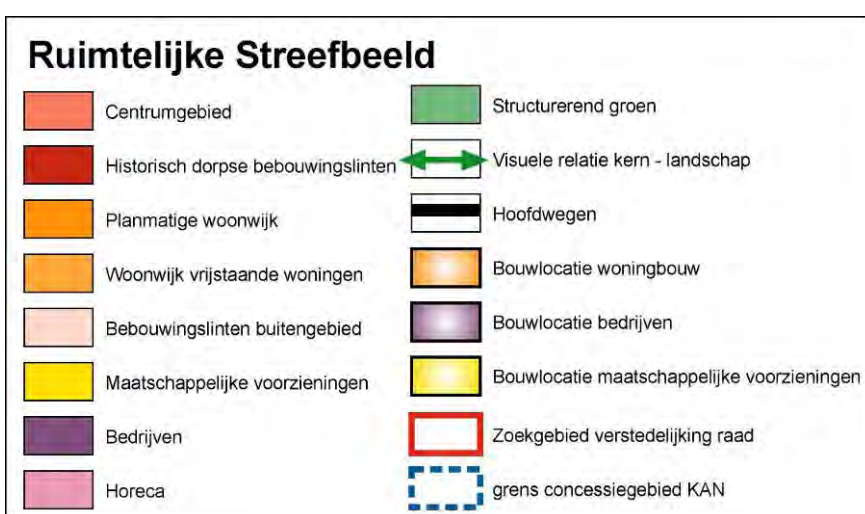 Ruimtelijke Streefbeeld
Centrumgebied
Historisch dorpse bebouwingslinten
Planmatige woonwijk
Woonwijk vrijstaande woningen
Bebouwingslinten buitengebied
Maatschappelijke voorzieningen
Bedrijven
Horeca
Structurerend groen
Visuele relatie kern - landschap
Hoofdwegen
Bouwlocatie woningbouw
Bouwlocatie bedrijven
Bouwlocatie maatschappelijke voorzieningen
Zoekgebied verstedelijking raad
grens concessiegebied KAN